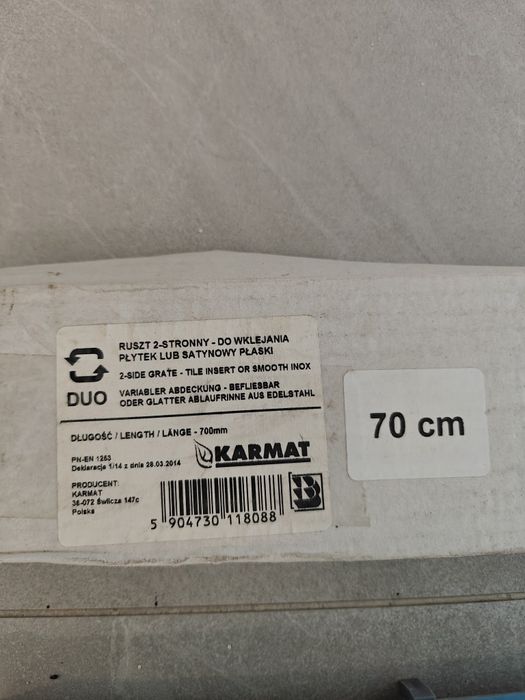 RUSZT 2-STRONNY - DO WKLEJANIA
PŁYTEK LUB SATYNOWY PŁASKI
2-SIDE GRATE - TILE INSERT OR SMOOTH INOX
VARIABLER ABDECKUNG - BEFLIESBAR
ODER GLATTER ABLAUFRINNE AUS EDELSTAHL
DUO
DŁUGOŚĆ / LENGTH / LÄNGE - 700mm
PN-EN 1253
Deklaracja 1/14 z dnia 28.03.2014
KARMAT
PRODUCENT:
KARMAT
36-072 Świlcza 147c
Polska
5 904730 118088
B
70 cm